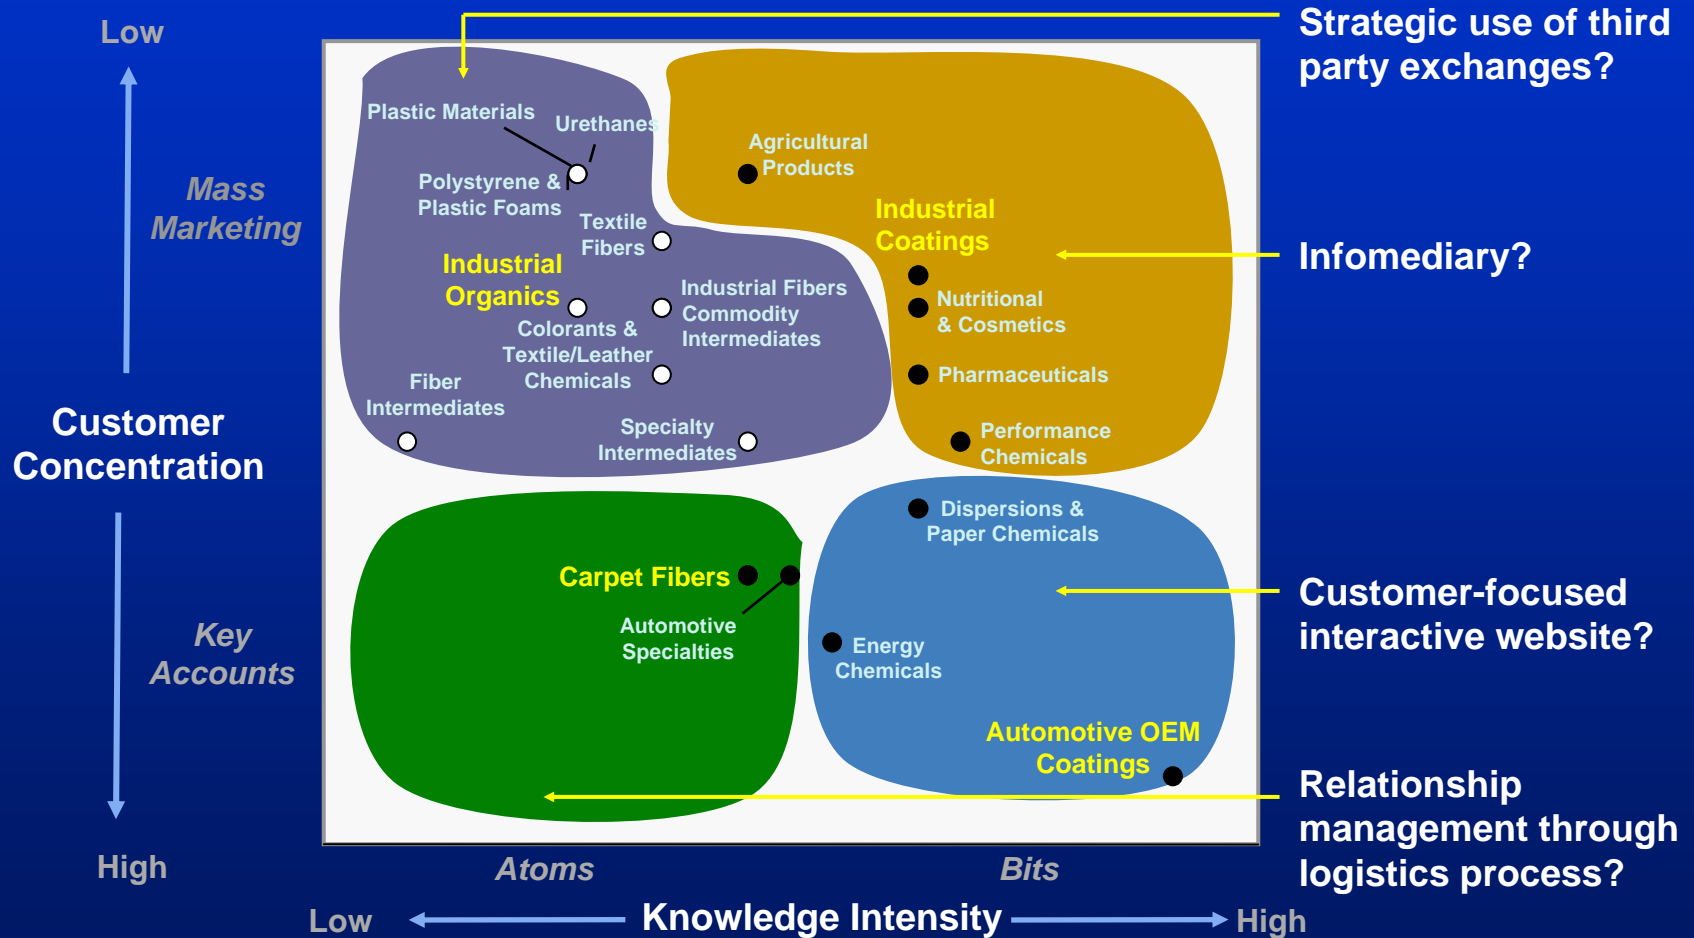 Low
Strategic use of third
party exchanges?
Plastic Materials
Urethanes
Agricultural
Products
Mass
Marketing
Polystyrene &
Plastic Foams
Textile
Fibers
Industrial
Coatings
Infomediary?
Industrial
Organics
Industrial Fibers
Commodity
Intermediates
Nutritional
& Cosmetics
Colorants &
Textile/Leather
Chemicals
Pharmaceuticals
Fiber
Intermediates
Customer
Concentration
Specialty
Intermediates
Performance
Chemicals
Dispersions &
Paper Chemicals
Carpet Fibers
Customer-focused
interactive website?
Key
Accounts
Automotive
Specialties
Energy
Chemicals
Automotive OEM
Coatings
Relationship
management through
logistics process?
High
Atoms
Bits
Low
Knowledge Intensity
High